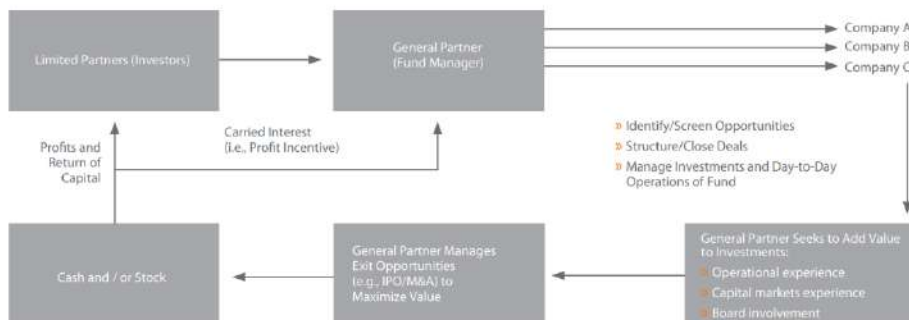 Limited Partners (Investors)
General Partner
(Fund Manager)
Company A
Company B
Company C
Profits and
Return of
Capital
Carried Interest
(i.e., Profit Incentive)
» Identify/Screen Opportunities
» Structure/Close Deals
» Manage Investments and Day-to-Day
Operations of Fund
Cash and / or Stock
General Partner Manages
Exit Opportunities
(e.g., IPO/M&A) to
Maximize Value
General Partner Seeks to Add Value
to Investments:
» Operational experience
» Capital markets experience
» Board involvement